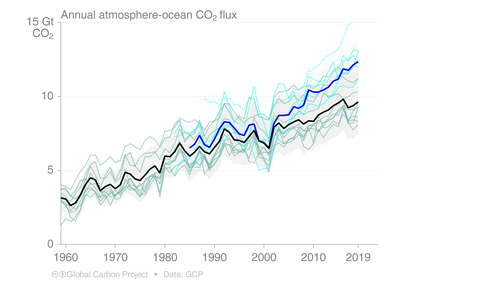 Annual atmosphere-ocean CO₂ flux
15 Gt
CO₂
10
5
0
1960 1970 1980 1990 2000 2010 2019
Global Carbon Project • Data: GCP